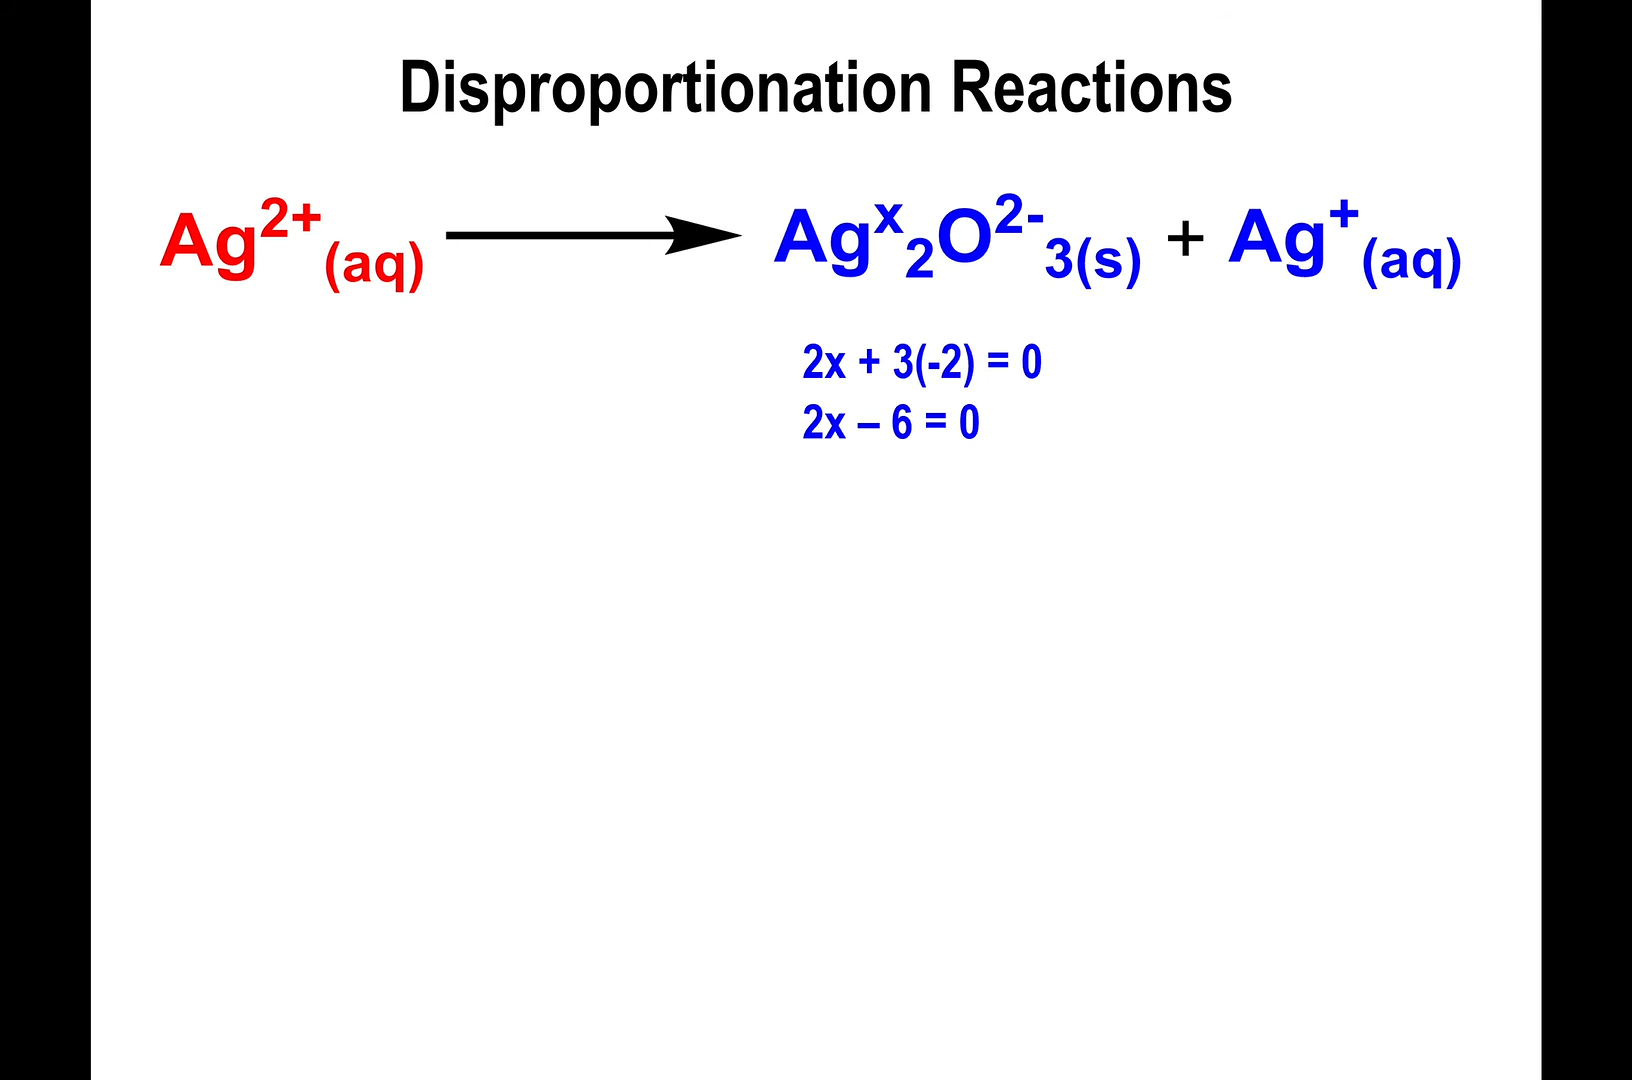 Disproportionation Reactions
Ag²⁺(aq) ⟶ Agˣ₂O²⁻₃(s) + Ag⁺(aq)
2x + 3(-2) = 0
2x – 6 = 0